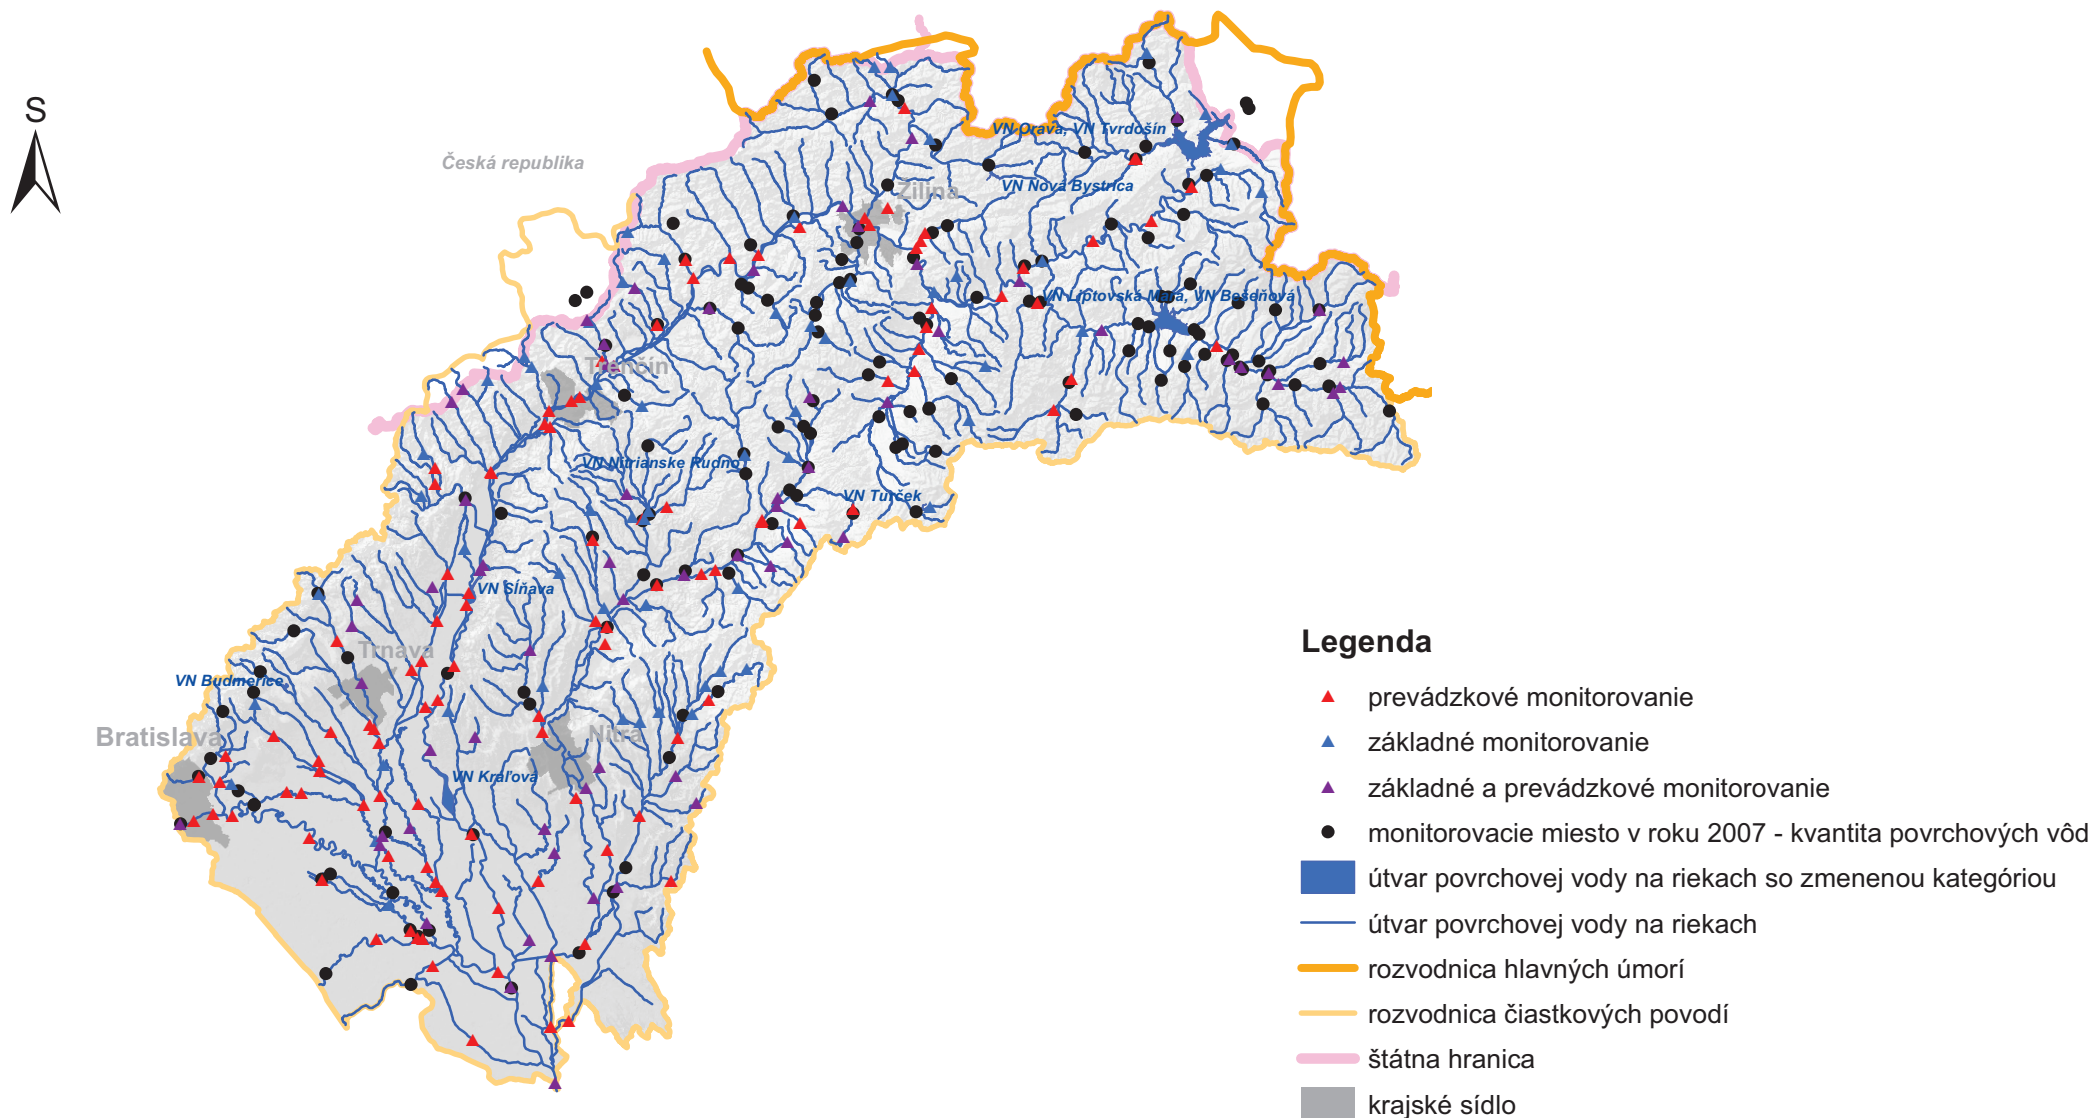 S
Česká republika
VN Orava, VN Tvrdošín
VN Nová Bystrica
Žilina
VN Liptovská Mara, VN Bešeňová
Trenčín
VN Nitrianske Rudno
VN Turček
VN Sĺňava
Trnava
VN Budmerice
Bratislava
Nitra
VN Kráľová
Legenda
prevádzkové monitorovanie
základné monitorovanie
základné a prevádzkové monitorovanie
monitorovacie miesto v roku 2007 - kvantita povrchových vôd
útvar povrchovej vody na riekach so zmenenou kategóriou
útvar povrchovej vody na riekach
rozvodnica hlavných úmorí
rozvodnica čiastkových povodí
štátna hranica
krajské sídlo